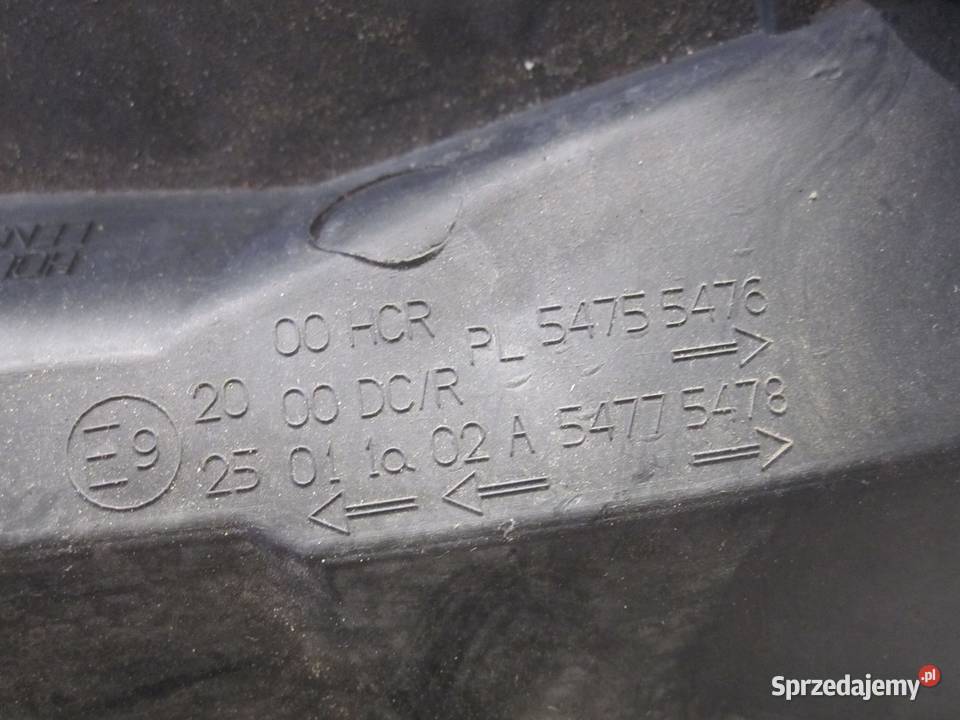 00 HCR PL 5475 5476
→
E9 20 00 DC/R
25 01 1a 02 A 5477 5478
← ← →
Sprzedajemy.pl